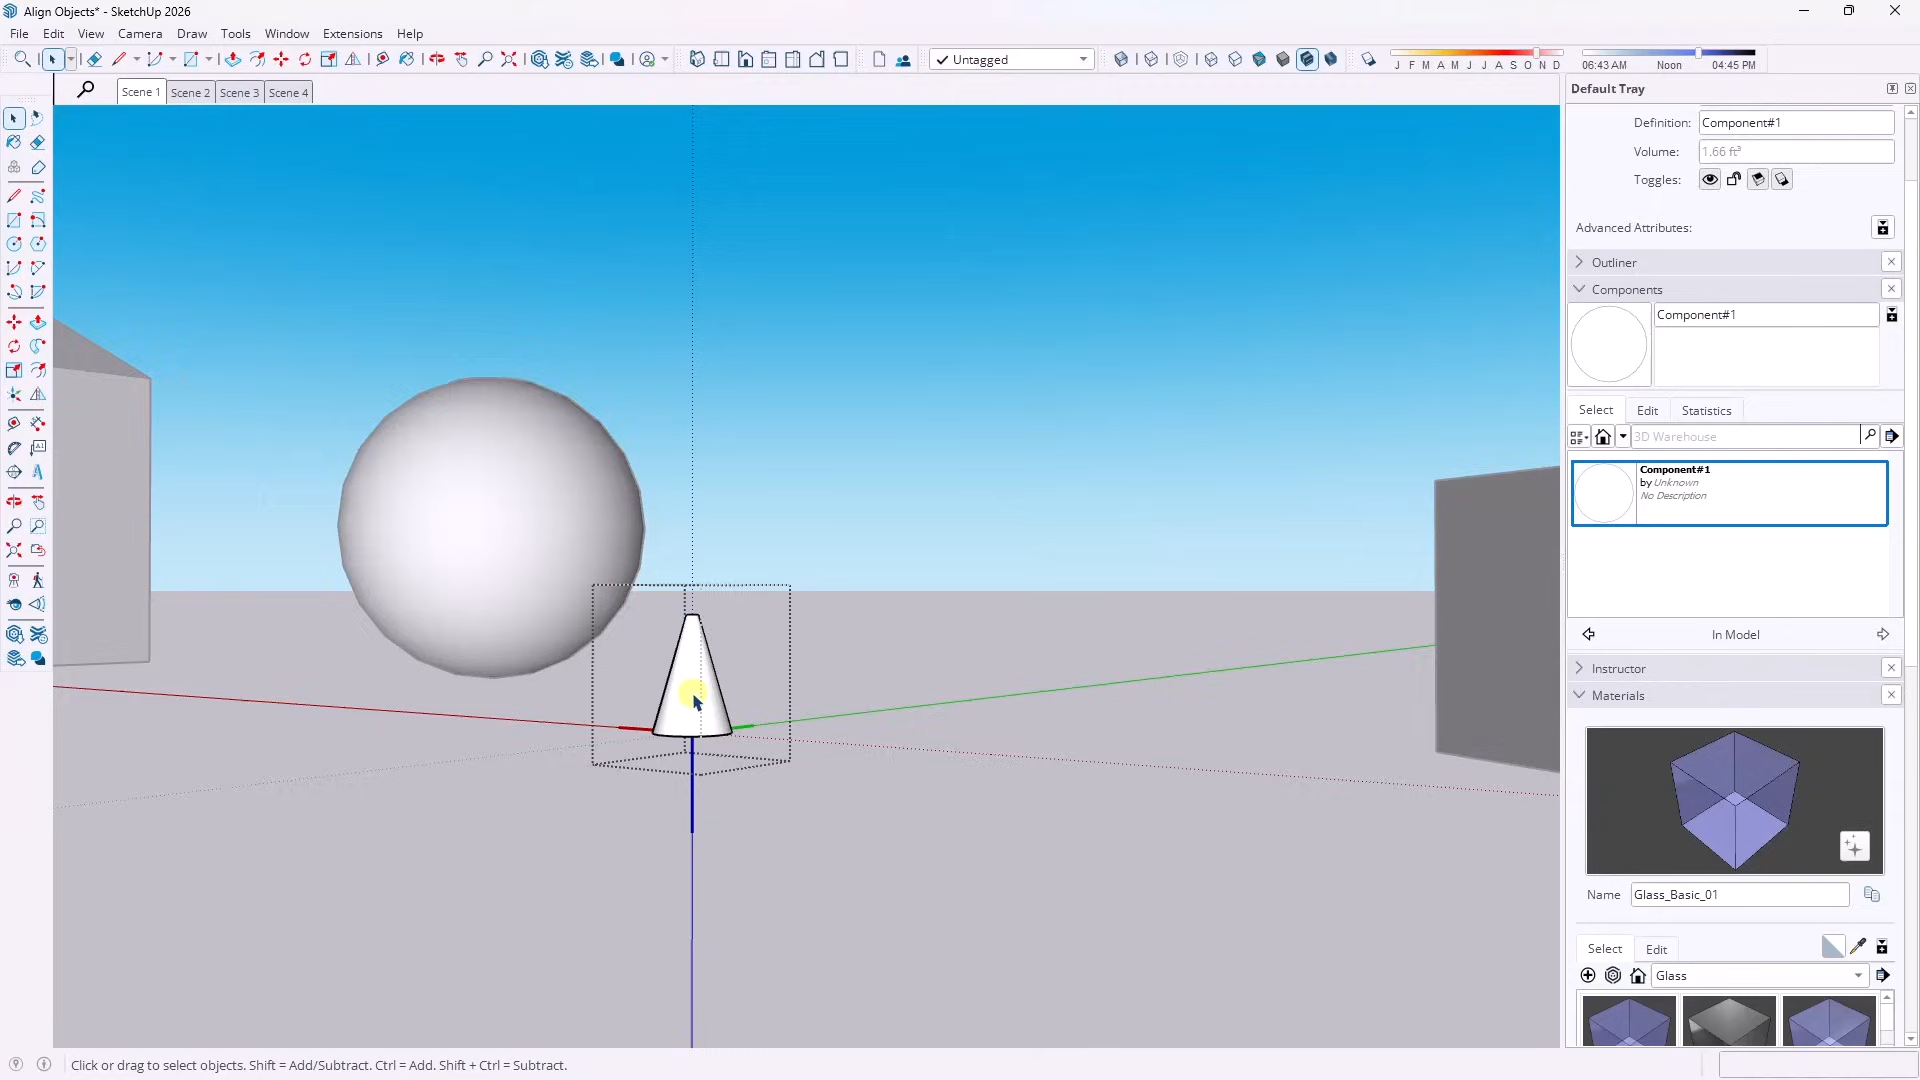 Align Objects* - SketchUp 2026
File Edit View Camera Draw Tools Window Extensions Help
Untagged
J F M A M J J A S O N D
06:43 AM Noon 04:45 PM
Scene 1 Scene 2 Scene 3 Scene 4
Default Tray
Definition: Component#1
Volume: 1.66 ft³
Toggles:
Advanced Attributes:
Outliner
Components
Component#1
Select Edit Statistics
3D Warehouse
Component#1
by Unknown
No Description
In Model
Instructor
Materials
Name Glass_Basic_01
Select Edit
Glass
Click or drag to select objects. Shift = Add/Subtract. Ctrl = Add. Shift + Ctrl = Subtract.